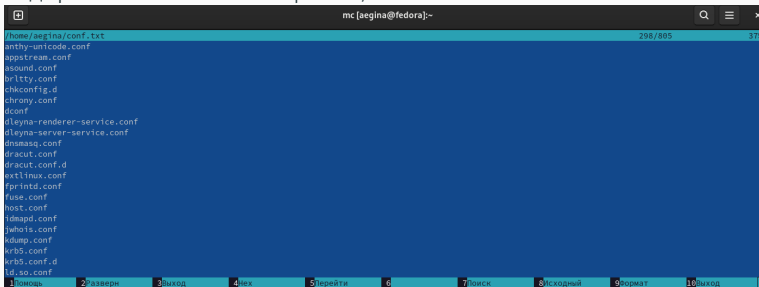 mc [aegina@fedora]:~
/home/aegina/conf.txt 298/805 37%
anthy-unicode.conf
appstream.conf
asound.conf
brltty.conf
chkconfig.d
chrony.conf
dconf
dleyna-renderer-service.conf
dleyna-server-service.conf
dnsmasq.conf
dracut.conf
dracut.conf.d
extlinux.conf
fprintd.conf
fuse.conf
host.conf
idmapd.conf
jwhois.conf
kdump.conf
krb5.conf
krb5.conf.d
ld.so.conf
1Помощь 2Разверн 3Выход 4Hex 5Перейти 6 7Поиск 8Исходный 9Формат 10Выход